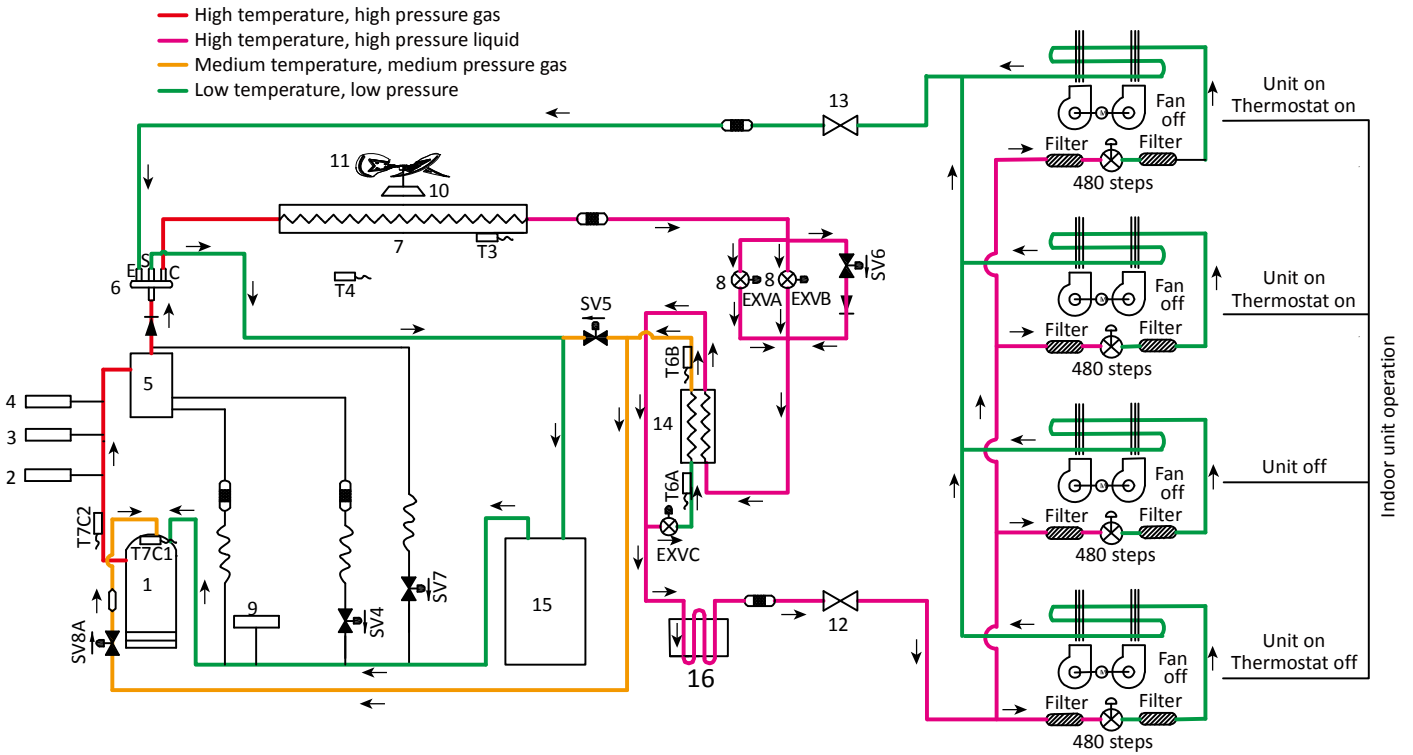 High temperature, high pressure gas
High temperature, high pressure liquid
Medium temperature, medium pressure gas
Low temperature, low pressure
13
11
10
7
T3
T4
E
S
C
6
8
8
EXVA
EXVB
SV6
SV5
T6B
14
T6A
EXVC
5
4
3
2
T7C2
T7C1
1
SV8A
9
SV4
SV7
15
16
12
Fan
off
Filter
Filter
480 steps
Unit on
Thermostat on
Fan
off
Filter
Filter
480 steps
Unit on
Thermostat on
Fan
off
Filter
Filter
480 steps
Unit off
Fan
off
Filter
Filter
480 steps
Unit on
Thermostat off
Indoor unit operation